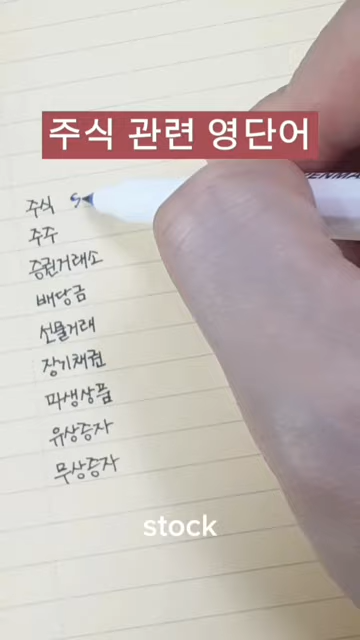 주식 관련 영단어
주식 s
주주
증권거래소
배당금
선물거래
장기채권
파생상품
유상증자
무상증자
stock